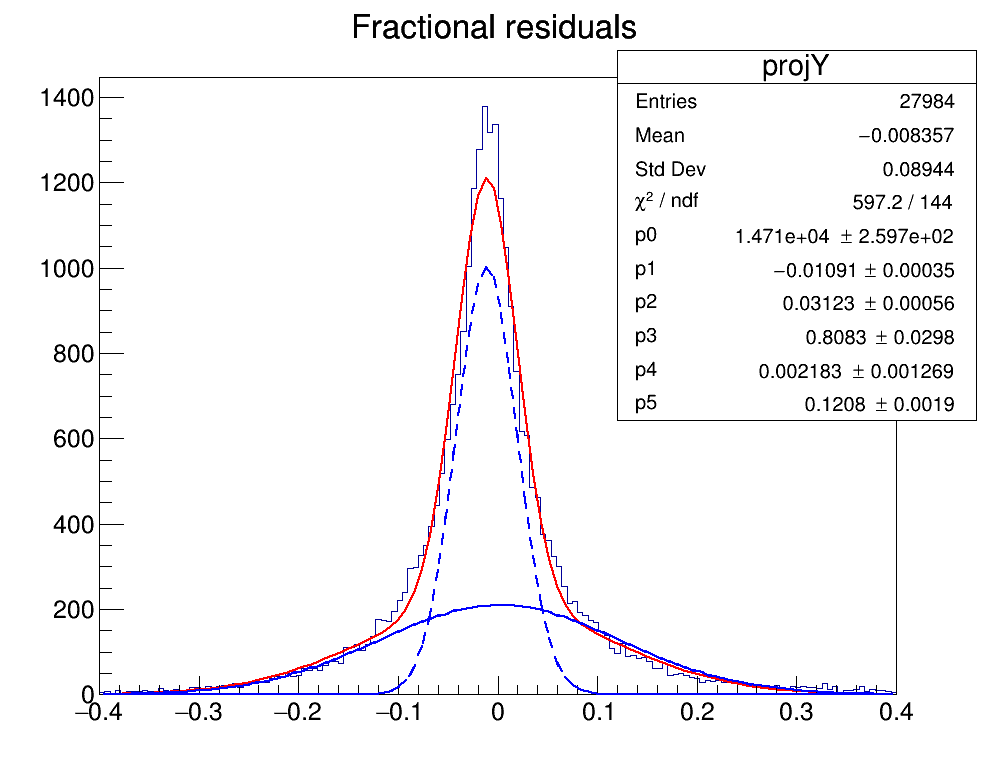 Fractional residuals
projY
Entries 27984
Mean −0.008357
Std Dev 0.08944
χ² / ndf 597.2 / 144
p0 1.471e+04 ± 2.597e+02
p1 −0.01091 ± 0.00035
p2 0.03123 ± 0.00056
p3 0.8083 ± 0.0298
p4 0.002183 ± 0.001269
p5 0.1208 ± 0.0019
1400
1200
1000
800
600
400
200
0
−0.4 −0.3 −0.2 −0.1 0 0.1 0.2 0.3 0.4